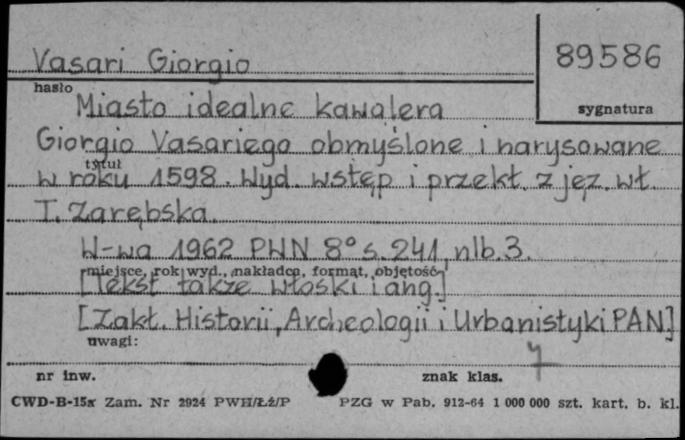 Vasari Giorgio
89586
hasło
sygnatura
Miasto idealne kawalera
Giorgio Vasariego obmyślone i narysowane
tytuł
w roku 1598. Wyd. wstęp i przekł. z jęz. wł.
T. Zarębska.
W-wa 1962 PWN 8° s. 241, nlb. 3.
miejsce, rok wyd., nakładca, format, objętość
[Tekst także włoski i ang.]
[Zakł. Historii, Archeologii i Urbanistyki PAN]
uwagi:
nr inw.
znak klas.
CWD-B-15x Zam. Nr 2924 PWH/Łź/P PZG w Pab. 912-64 1 000 000 szt. kart. b. kl.